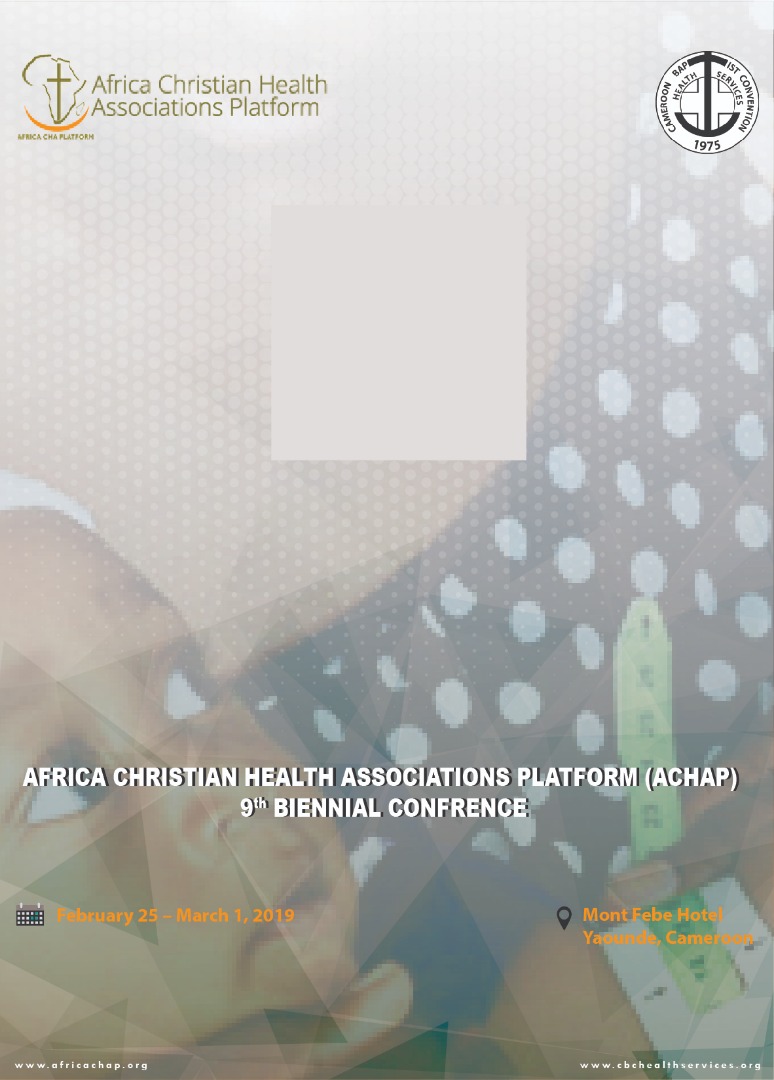 Africa Christian Health
Associations Platform
AFRICA CHA PLATFORM
CAMEROON BAPTIST CONVENTION
HEALTH SERVICES
1975
AFRICA CHRISTIAN HEALTH ASSOCIATIONS PLATFORM (ACHAP)
9th BIENNIAL CONFRENCE
February 25 – March 1, 2019
Mont Febe Hotel
Yaounde, Cameroon
www.africachap.org
www.cbchealthservices.org